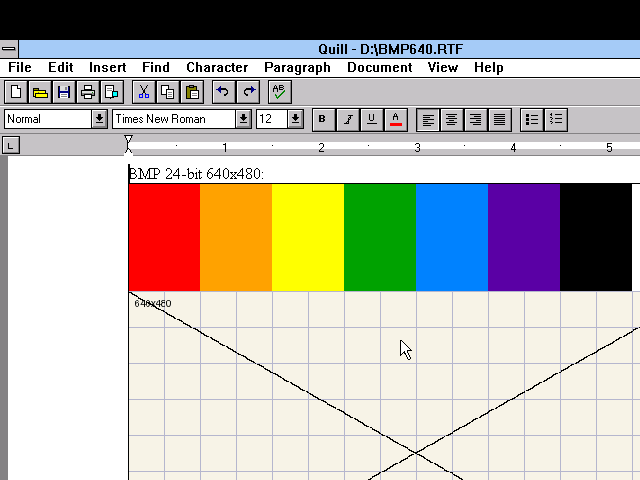 Quill - D:\BMP640.RTF
File Edit Insert Find Character Paragraph Document View Help
ABC
Normal Times New Roman 12 B I U A
L 1 2 3 4 5
BMP 24-bit 640x480:
640x480